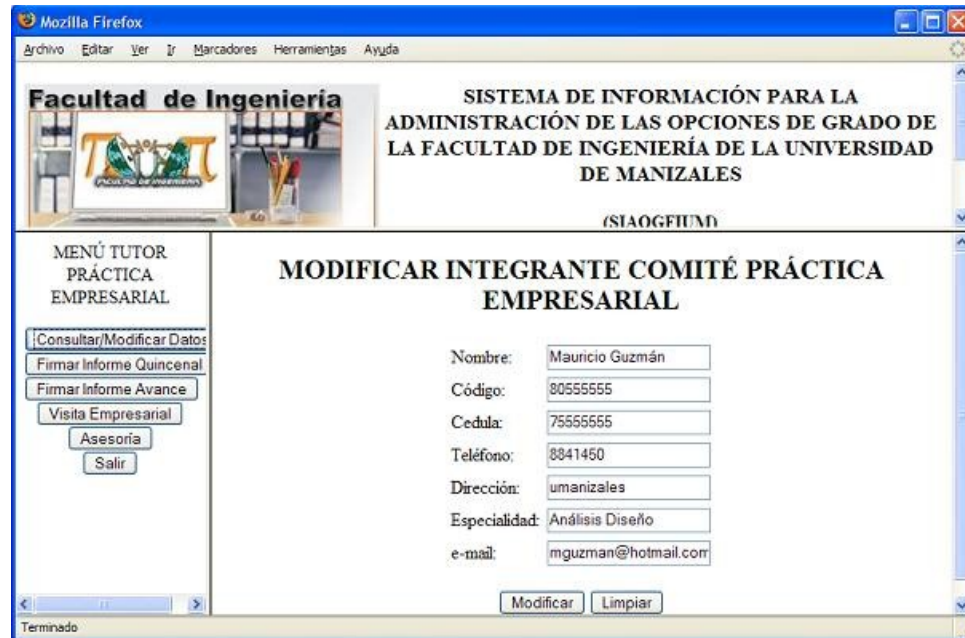 Mozilla Firefox
Archivo Editar Ver Ir Marcadores Herramientas Ayuda
Facultad de Ingeniería
FACULTAD DE INGENIERIA
SISTEMA DE INFORMACIÓN PARA LA
ADMINISTRACIÓN DE LAS OPCIONES DE GRADO DE
LA FACULTAD DE INGENIERÍA DE LA UNIVERSIDAD
DE MANIZALES
(SIAOGFIUM)
MENÚ TUTOR
PRÁCTICA
EMPRESARIAL
Consultar/Modificar Datos
Firmar Informe Quincenal
Firmar Informe Avance
Visita Empresarial
Asesoría
Salir
MODIFICAR INTEGRANTE COMITÉ PRÁCTICA
EMPRESARIAL
Nombre: Mauricio Guzmán
Código: 80555555
Cedula: 75555555
Teléfono: 8841450
Dirección: umanizales
Especialidad: Análisis Diseño
e-mail: mguzman@hotmail.com
Modificar Limpiar
Terminado